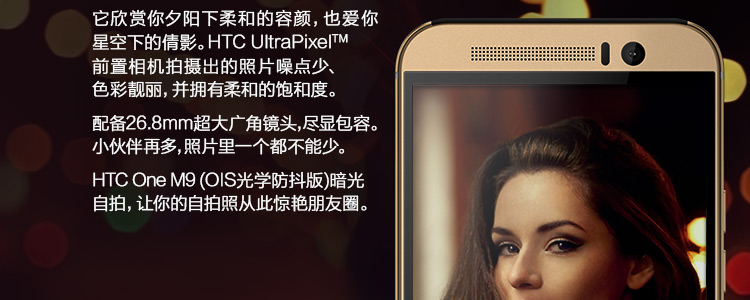 它欣赏你夕阳下柔和的容颜，也爱你
星空下的倩影。HTC UltraPixel™
前置相机拍摄出的照片噪点少、
色彩靓丽，并拥有柔和的饱和度。
配备26.8mm超大广角镜头，尽显包容。
小伙伴再多，照片里一个都不能少。
HTC One M9 (OIS光学防抖版)暗光
自拍，让你的自拍照从此惊艳朋友圈。